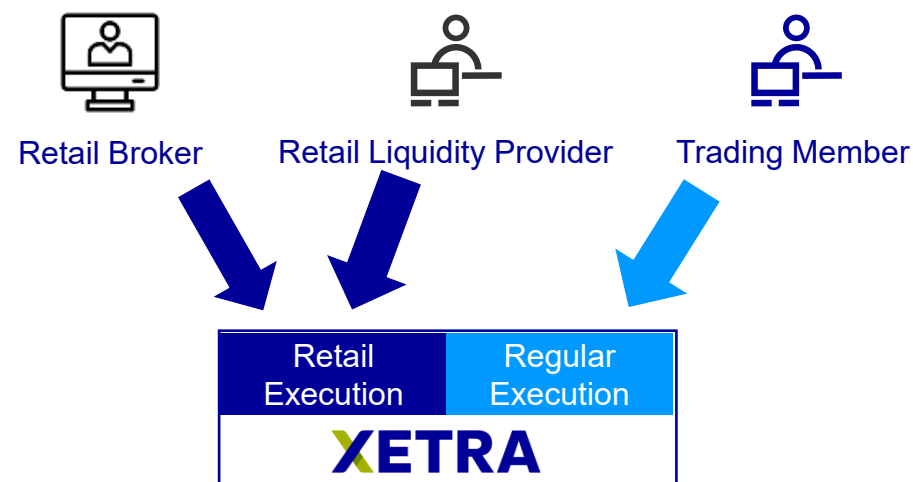 Retail Broker
Retail Liquidity Provider
Trading Member
Retail
Execution
Regular
Execution
XETRA